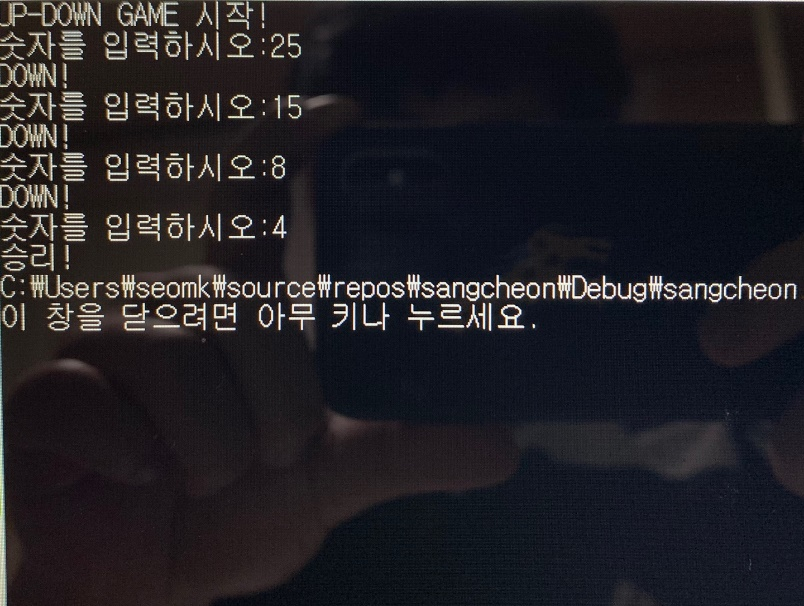 UP-DOWN GAME 시작!
숫자를 입력하시오:25
DOWN!
숫자를 입력하시오:15
DOWN!
숫자를 입력하시오:8
DOWN!
숫자를 입력하시오:4
승리!
C:₩Users₩seomk₩source₩repos₩sangcheon₩Debug₩sangcheon
이 창을 닫으려면 아무 키나 누르세요.